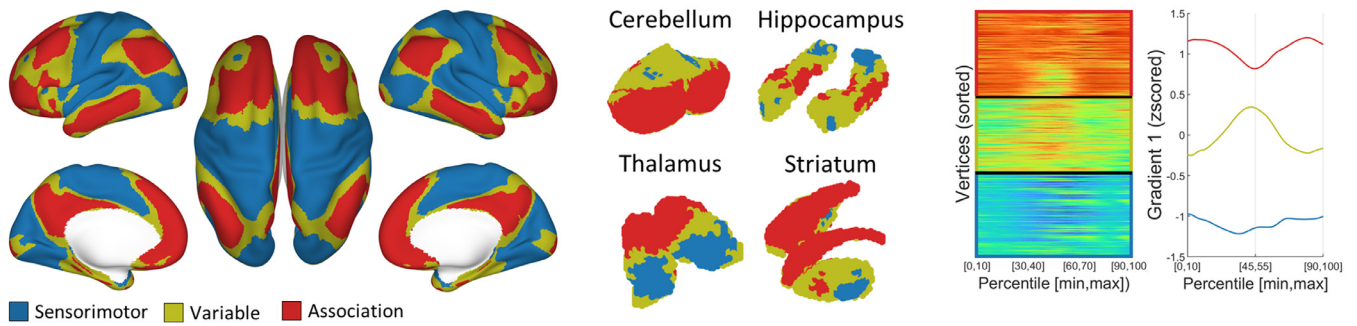 Cerebellum
Hippocampus
Thalamus
Striatum
Sensorimotor
Variable
Association
Vertices (sorted)
[0,10]
[30,40]
[60,70]
[90,100
Percentile [min,max])
Gradient 1 (zscored)
1.5
1
0.5
0
-0.5
-1
-1.5
[0,10]
[45,55]
[90,100]
Percentile [min,max]